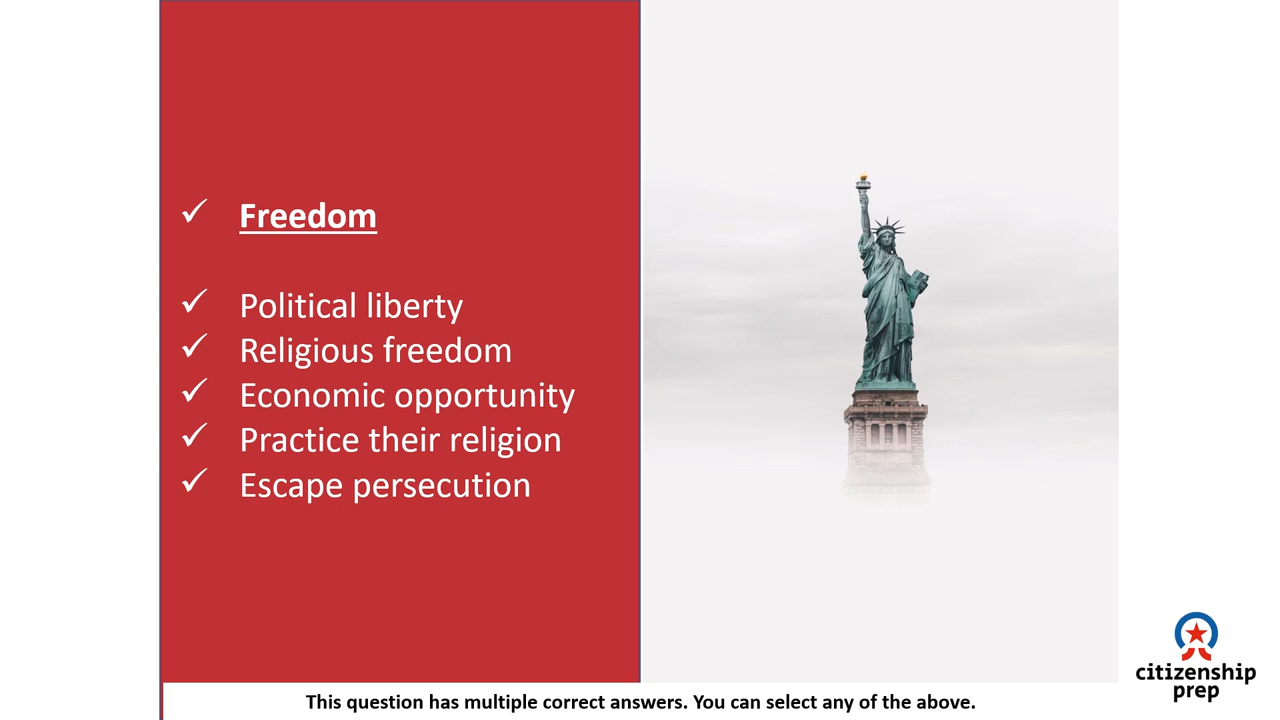 ✓ Freedom
✓ Political liberty
✓ Religious freedom
✓ Economic opportunity
✓ Practice their religion
✓ Escape persecution
This question has multiple correct answers. You can select any of the above.
citizenship
prep